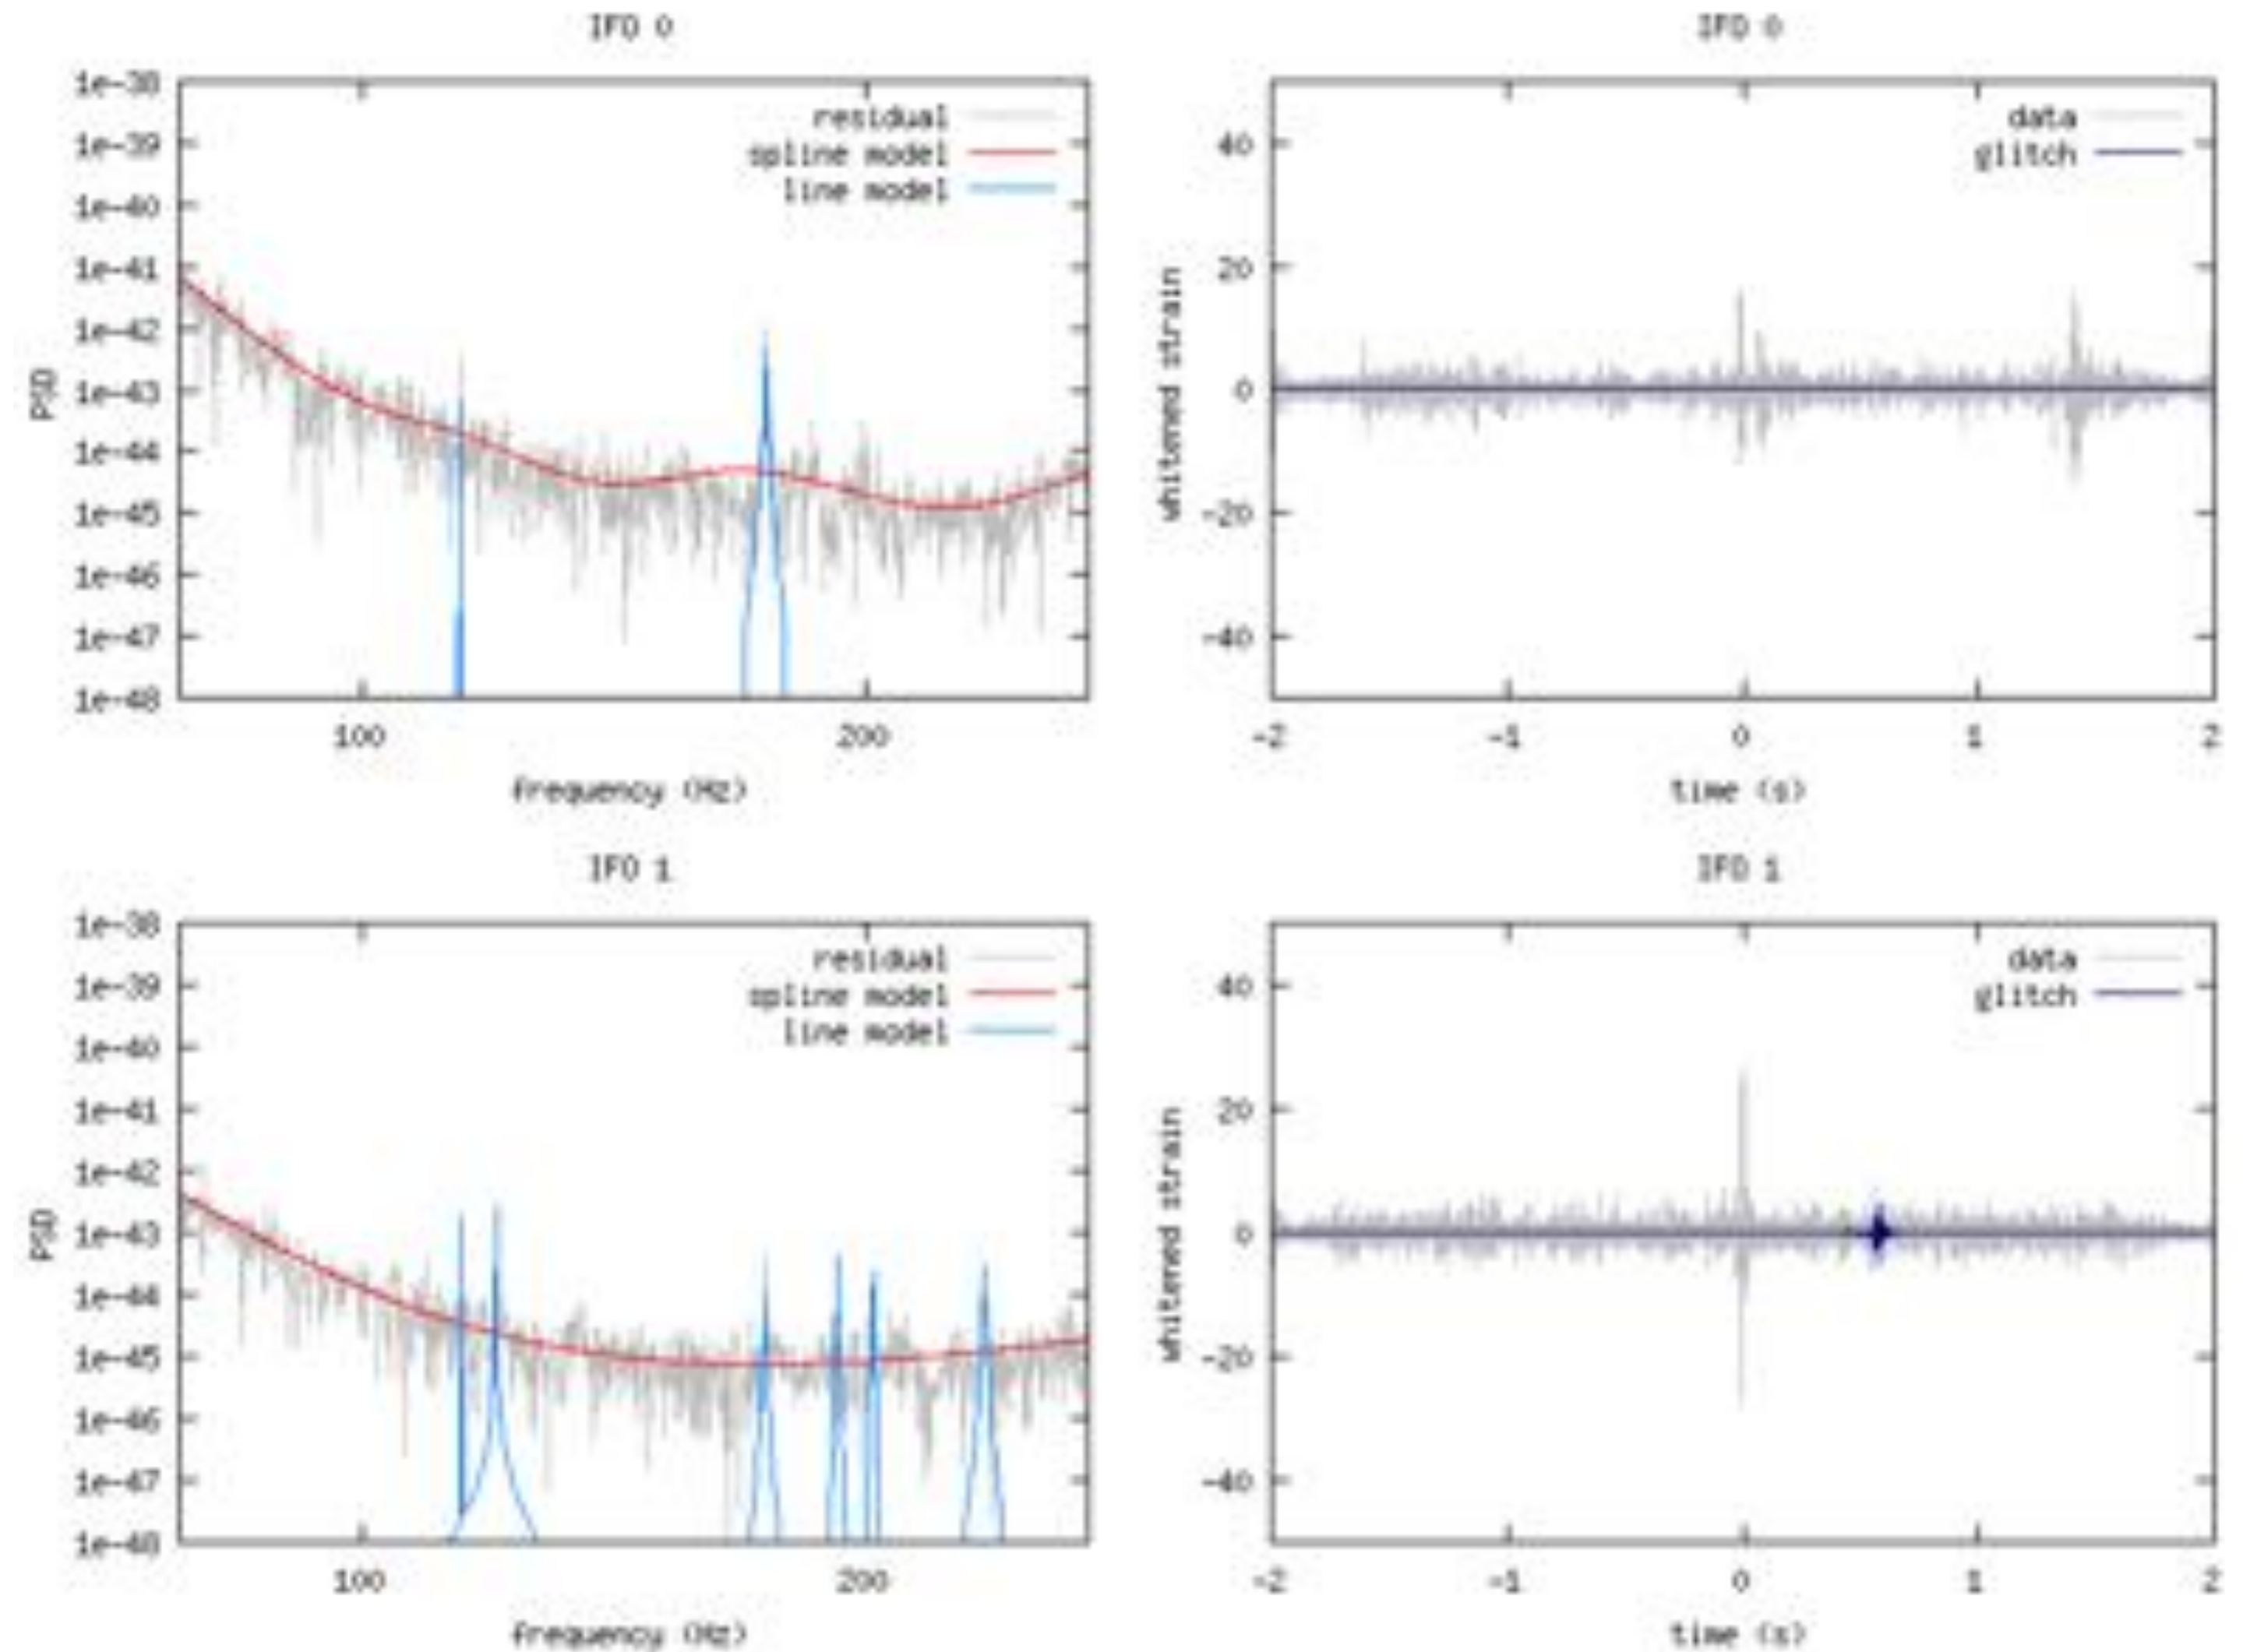 IFO 0
1e-38
1e-39
1e-40
1e-41
1e-42
1e-43
1e-44
1e-45
1e-46
1e-47
1e-48
PSD
residual
spline model
line model
100 200
frequency (Hz)
IFO 0
40
20
0
-20
-40
whitened strain
data
glitch
-2 -1 0 1 2
time (s)
IFO 1
1e-38
1e-39
1e-40
1e-41
1e-42
1e-43
1e-44
1e-45
1e-46
1e-47
1e-48
PSD
residual
spline model
line model
100 200
frequency (Hz)
IFO 1
40
20
0
-20
-40
whitened strain
data
glitch
-2 -1 0 1 2
time (s)